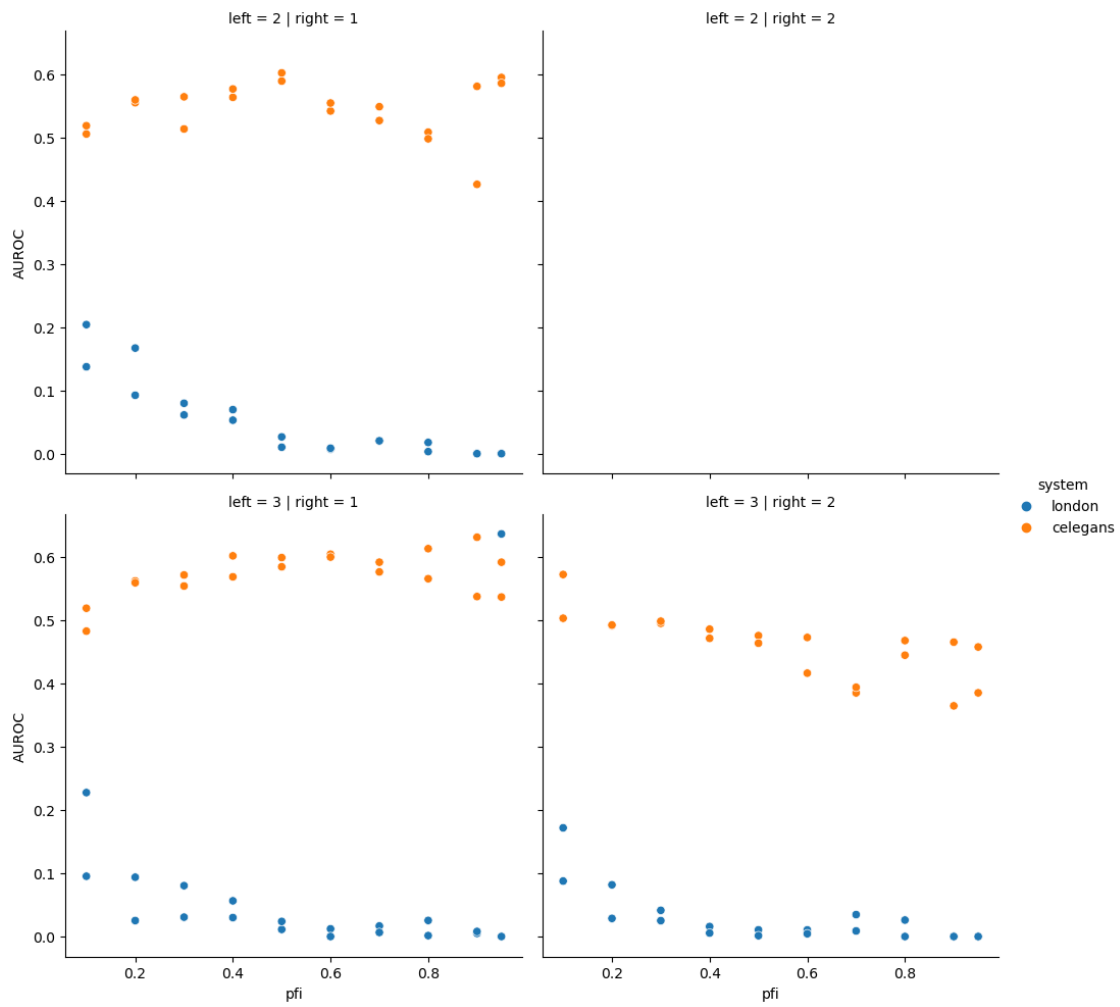 left = 2 | right = 1
left = 2 | right = 2
0.6
0.5
0.4
0.3
0.2
0.1
0.0
AUROC
left = 3 | right = 1
left = 3 | right = 2
system
london
celegans
0.6
0.5
0.4
0.3
0.2
0.1
0.0
AUROC
0.2 0.4 0.6 0.8
0.2 0.4 0.6 0.8
pfi
pfi